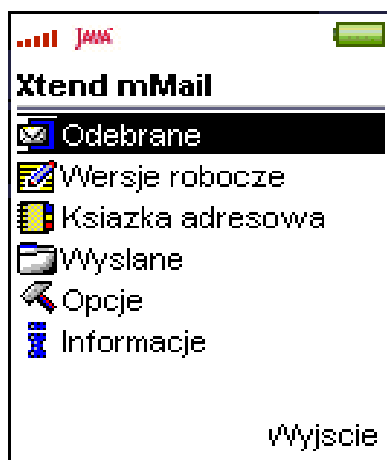 JAVA
Xtend mMail
Odebrane
Wersje robocze
Ksiazka adresowa
Wyslane
Opcje
Informacje
Wyjscie